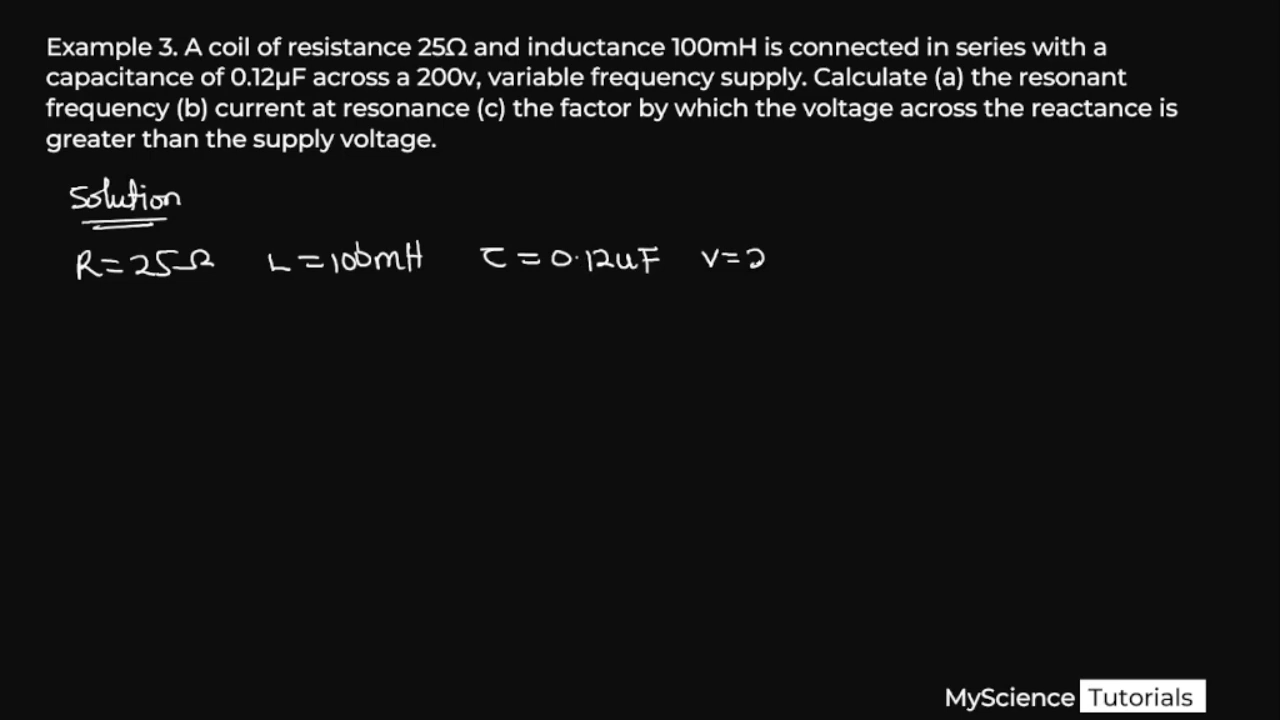 Example 3. A coil of resistance 25Ω and inductance 100mH is connected in series with a
capacitance of 0.12µF across a 200v, variable frequency supply. Calculate (a) the resonant
frequency (b) current at resonance (c) the factor by which the voltage across the reactance is
greater than the supply voltage.
Solution
R=25Ω L=100mH C=0.12uF V=2
MyScience Tutorials